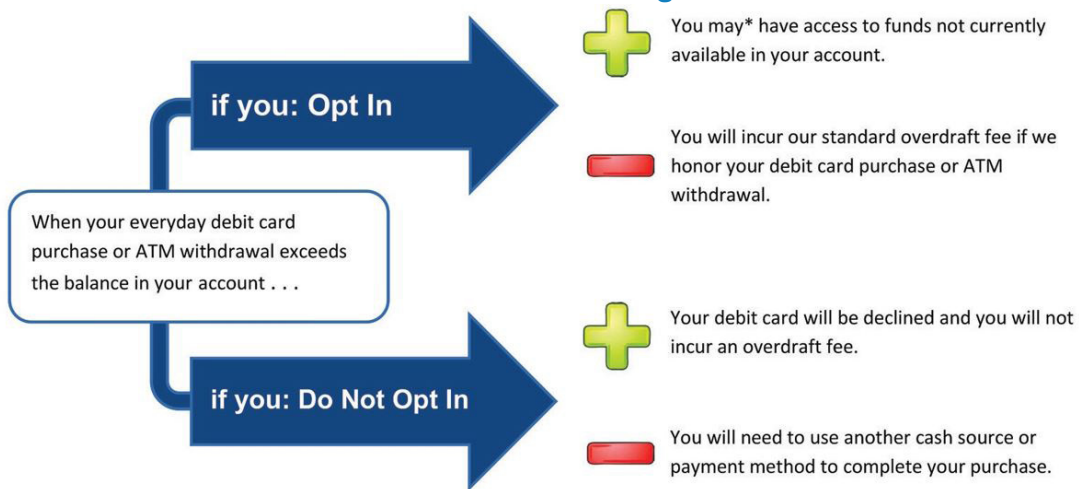 You may* have access to funds not currently
available in your account.
if you: Opt In
You will incur our standard overdraft fee if we
honor your debit card purchase or ATM
withdrawal.
When your everyday debit card
purchase or ATM withdrawal exceeds
the balance in your account . . .
Your debit card will be declined and you will not
incur an overdraft fee.
if you: Do Not Opt In
You will need to use another cash source or
payment method to complete your purchase.